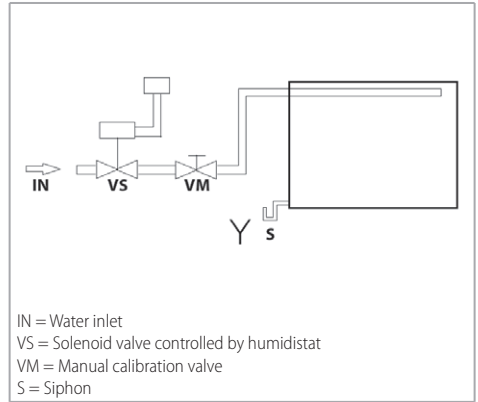 IN
VS
VM
S
IN = Water inlet
VS = Solenoid valve controlled by humidistat
VM = Manual calibration valve
S = Siphon